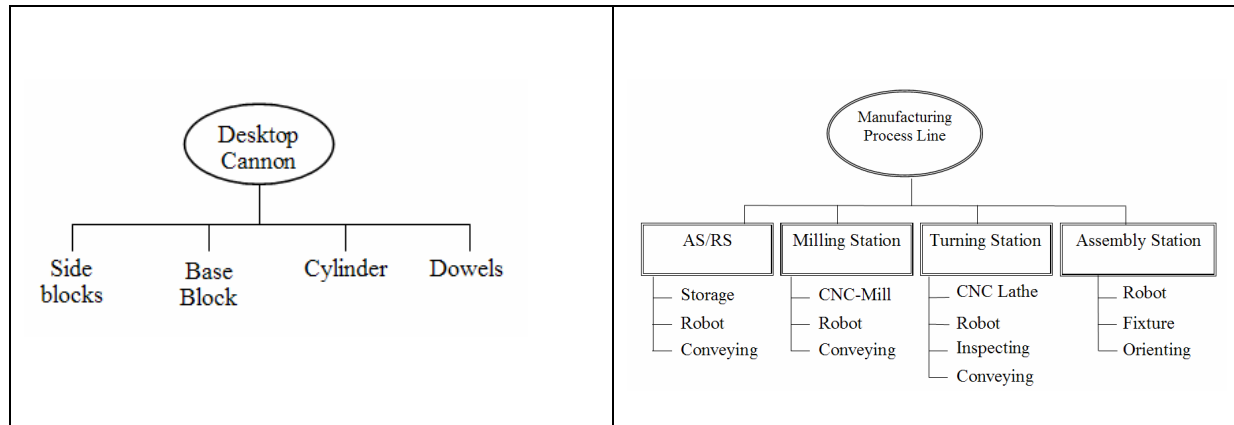 Desktop
Cannon
Side
blocks
Base
Block
Cylinder
Dowels
Manufacturing
Process Line
AS/RS
Storage
Robot
Conveying
Milling Station
CNC-Mill
Robot
Conveying
Turning Station
CNC Lathe
Robot
Inspecting
Conveying
Assembly Station
Robot
Fixture
Orienting